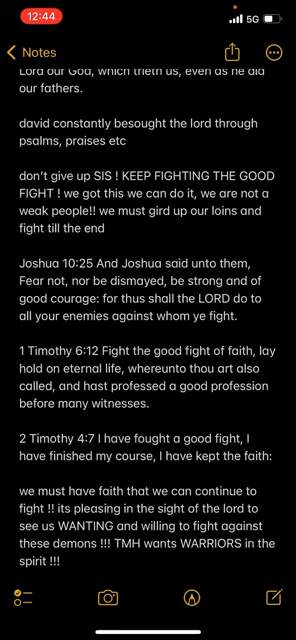 12:44
5G
Notes
Lord our God, which trieth us, even as he did
our fathers.
david constantly besought the lord through
psalms, praises etc
don’t give up SIS ! KEEP FIGHTING THE GOOD
FIGHT ! we got this we can do it, we are not a
weak people!! we must gird up our loins and
fight till the end
Joshua 10:25 And Joshua said unto them,
Fear not, nor be dismayed, be strong and of
good courage: for thus shall the LORD do to
all your enemies against whom ye fight.
1 Timothy 6:12 Fight the good fight of faith, lay
hold on eternal life, whereunto thou art also
called, and hast professed a good profession
before many witnesses.
2 Timothy 4:7 I have fought a good fight, I
have finished my course, I have kept the faith:
we must have faith that we can continue to
fight !! its pleasing in the sight of the lord to
see us WANTING and willing to fight against
these demons !!! TMH wants WARRIORS in the
spirit !!!